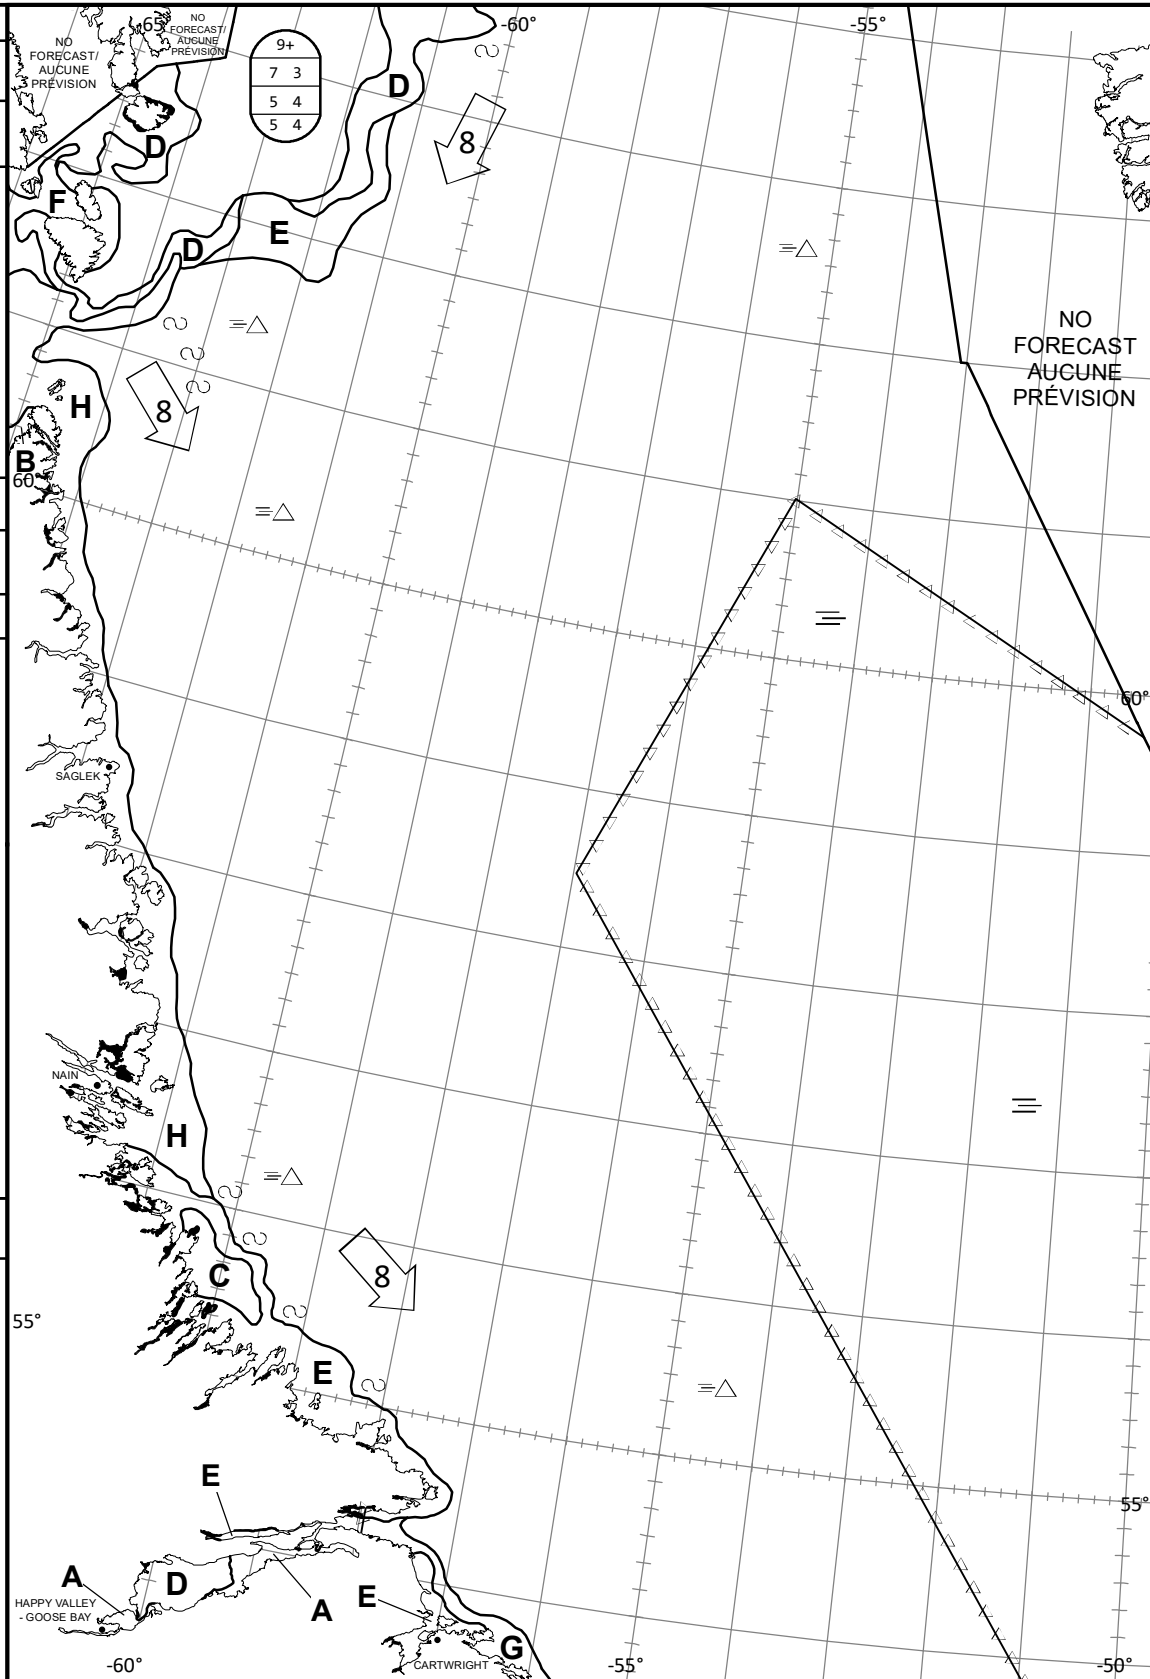 -65°
-60°
-55°
NO
FORECAST/
AUCUNE
PRÉVISION
NO
FORECAST/
AUCUNE
PRÉVISION
9+
7 3
5 4
5 4
D
8
D
F
E
D
NO
FORECAST
AUCUNE
PRÉVISION
H
8
B
60°
60°
SAGLEK
NAIN
H
C
8
55°
E
E
55°
A
D
HAPPY VALLEY
- GOOSE BAY
A
E
G
CARTWRIGHT
-60°
-55°
-50°